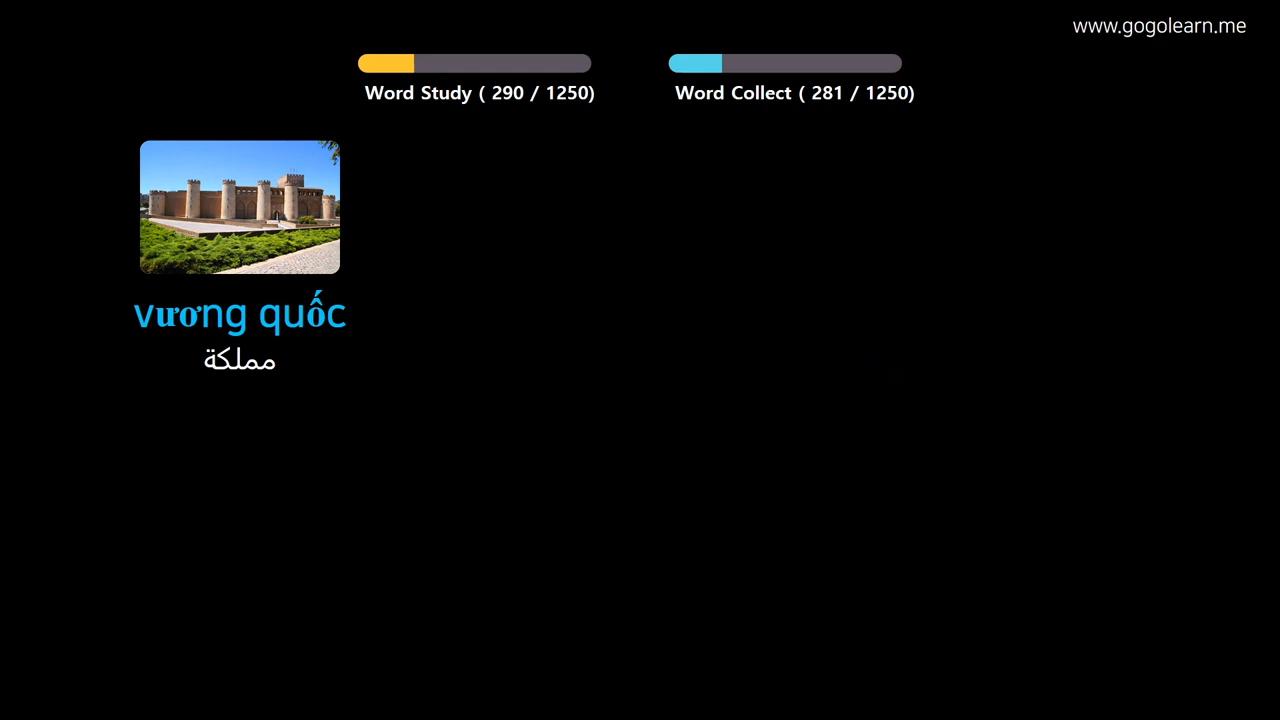 www.gogolearn.me
Word Study ( 290 / 1250)
Word Collect ( 281 / 1250)
vương quốc
مملكة